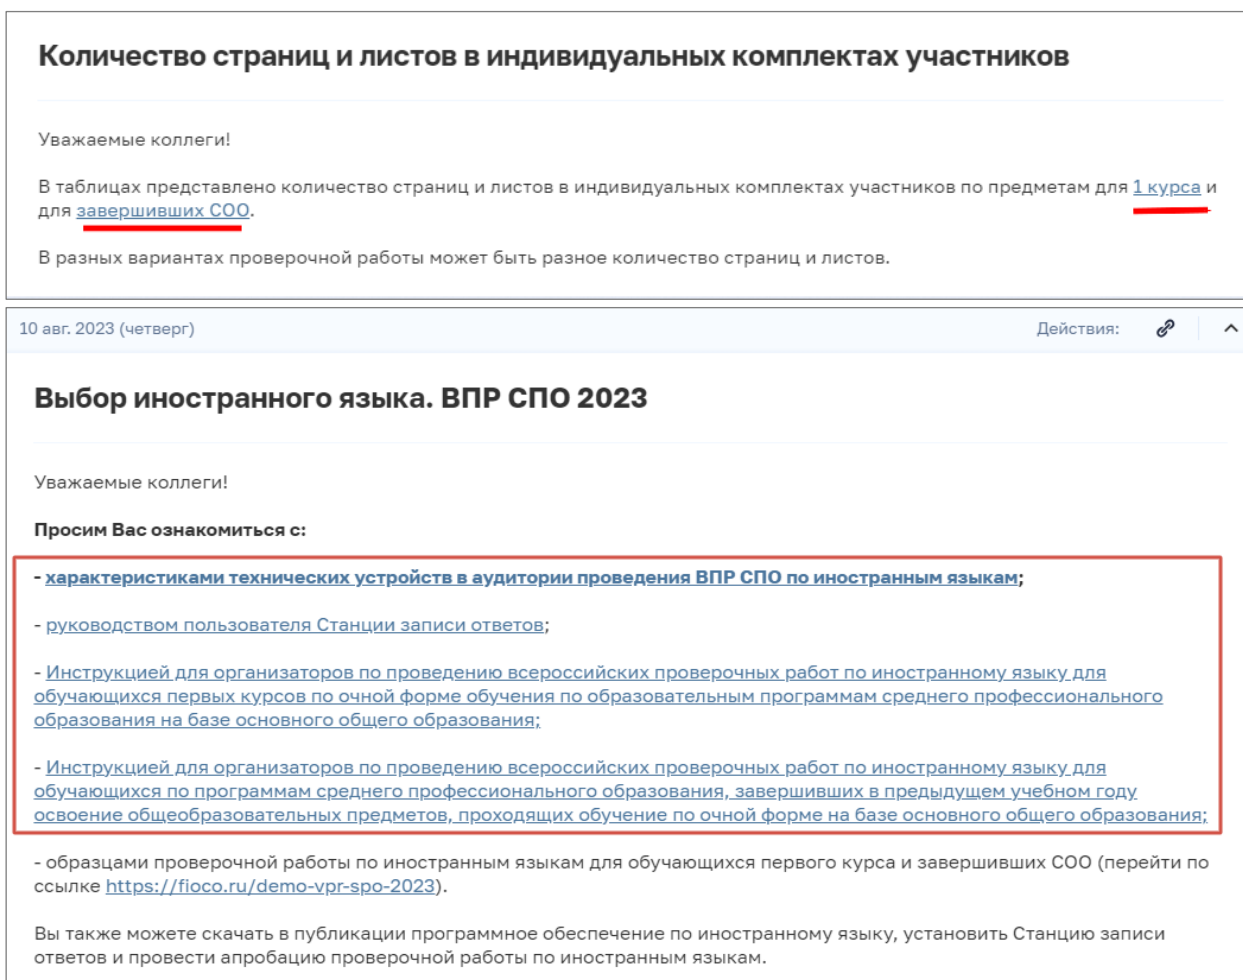 Количество страниц и листов в индивидуальных комплектах участников
Уважаемые коллеги!
В таблицах представлено количество страниц и листов в индивидуальных комплектах участников по предметам для 1 курса и
для завершивших СОО.
В разных вариантах проверочной работы может быть разное количество страниц и листов.
10 авг. 2023 (четверг) Действия:
Выбор иностранного языка. ВПР СПО 2023
Уважаемые коллеги!
Просим Вас ознакомиться с:
- характеристиками технических устройств в аудитории проведения ВПР СПО по иностранным языкам;
- руководством пользователя Станции записи ответов;
- Инструкцией для организаторов по проведению всероссийских проверочных работ по иностранному языку для
обучающихся первых курсов по очной форме обучения по образовательным программам среднего профессионального
образования на базе основного общего образования;
- Инструкцией для организаторов по проведению всероссийских проверочных работ по иностранному языку для
обучающихся по программам среднего профессионального образования, завершивших в предыдущем учебном году
освоение общеобразовательных предметов, проходящих обучение по очной форме на базе основного общего образования;
- образцами проверочной работы по иностранным языкам для обучающихся первого курса и завершивших СОО (перейти по
ссылке https://fioco.ru/demo-vpr-spo-2023).
Вы также можете скачать в публикации программное обеспечение по иностранному языку, установить Станцию записи
ответов и провести апробацию проверочной работы по иностранным языкам.